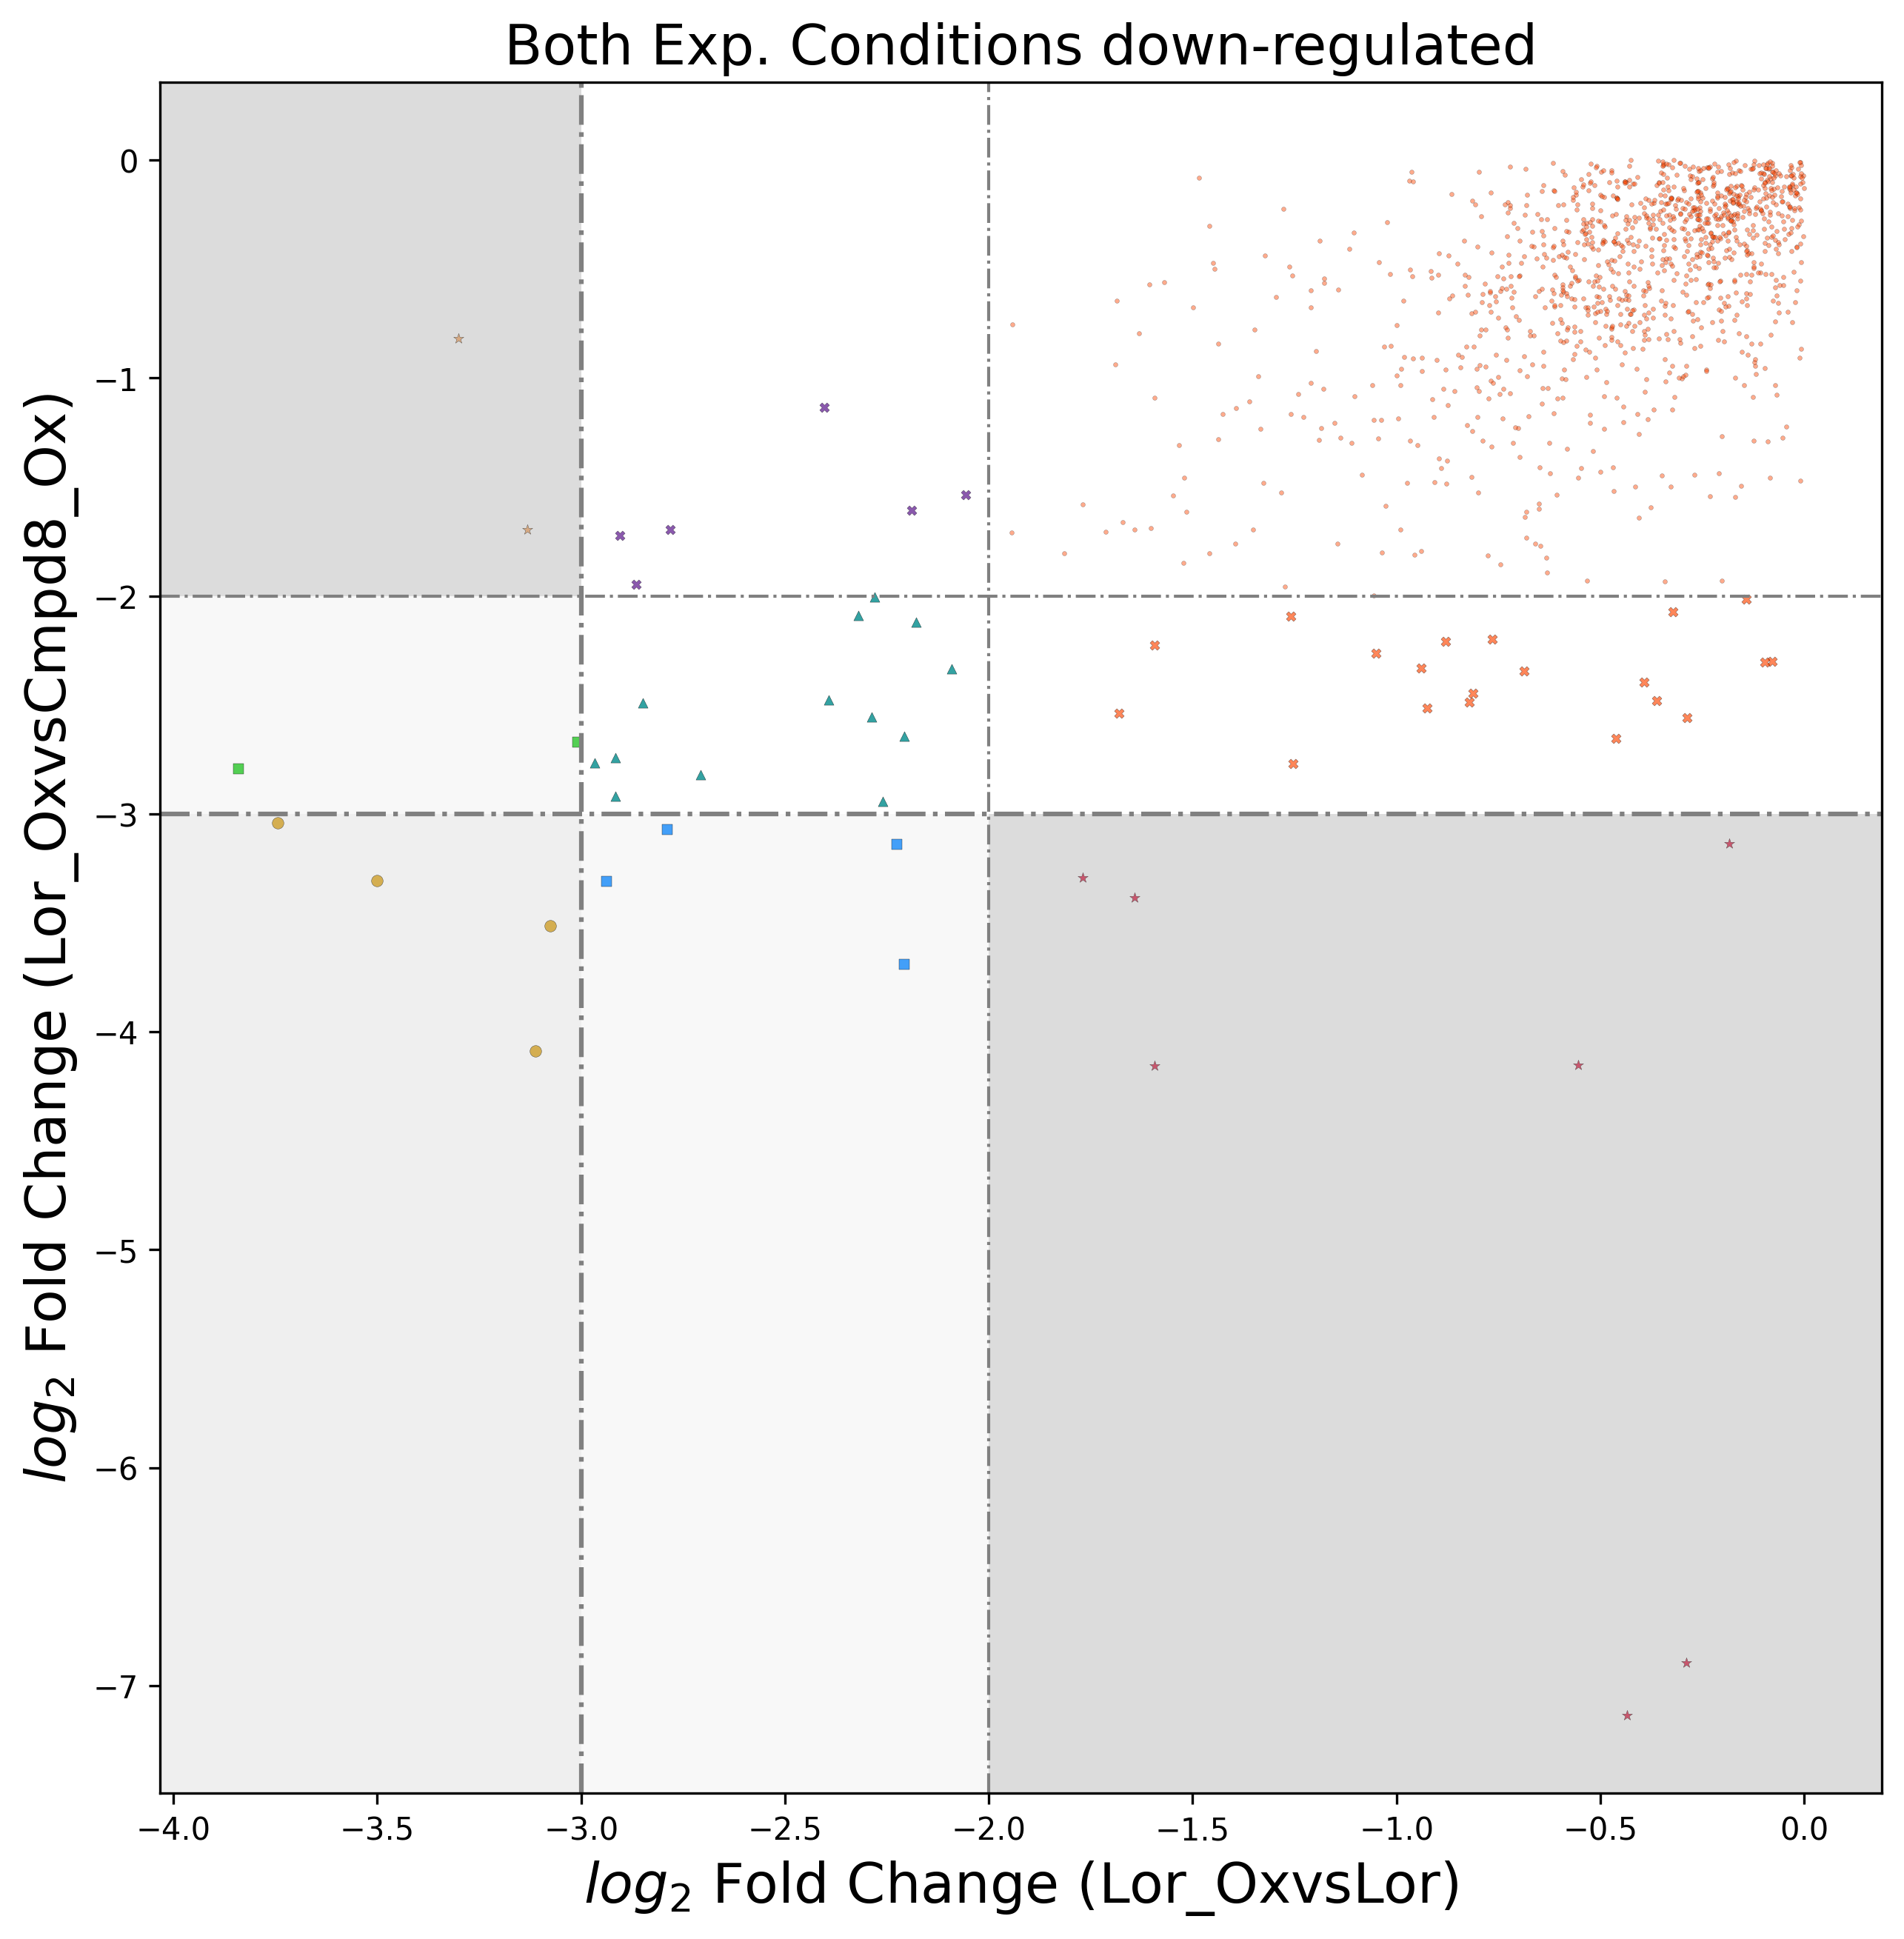 Both Exp. Conditions down-regulated
log2 Fold Change (Lor_OxvsCmpd8_Ox)
0
−1
−2
−3
−4
−5
−6
−7
−4.0 −3.5 −3.0 −2.5 −2.0 −1.5 −1.0 −0.5 0.0
log2 Fold Change (Lor_OxvsLor)